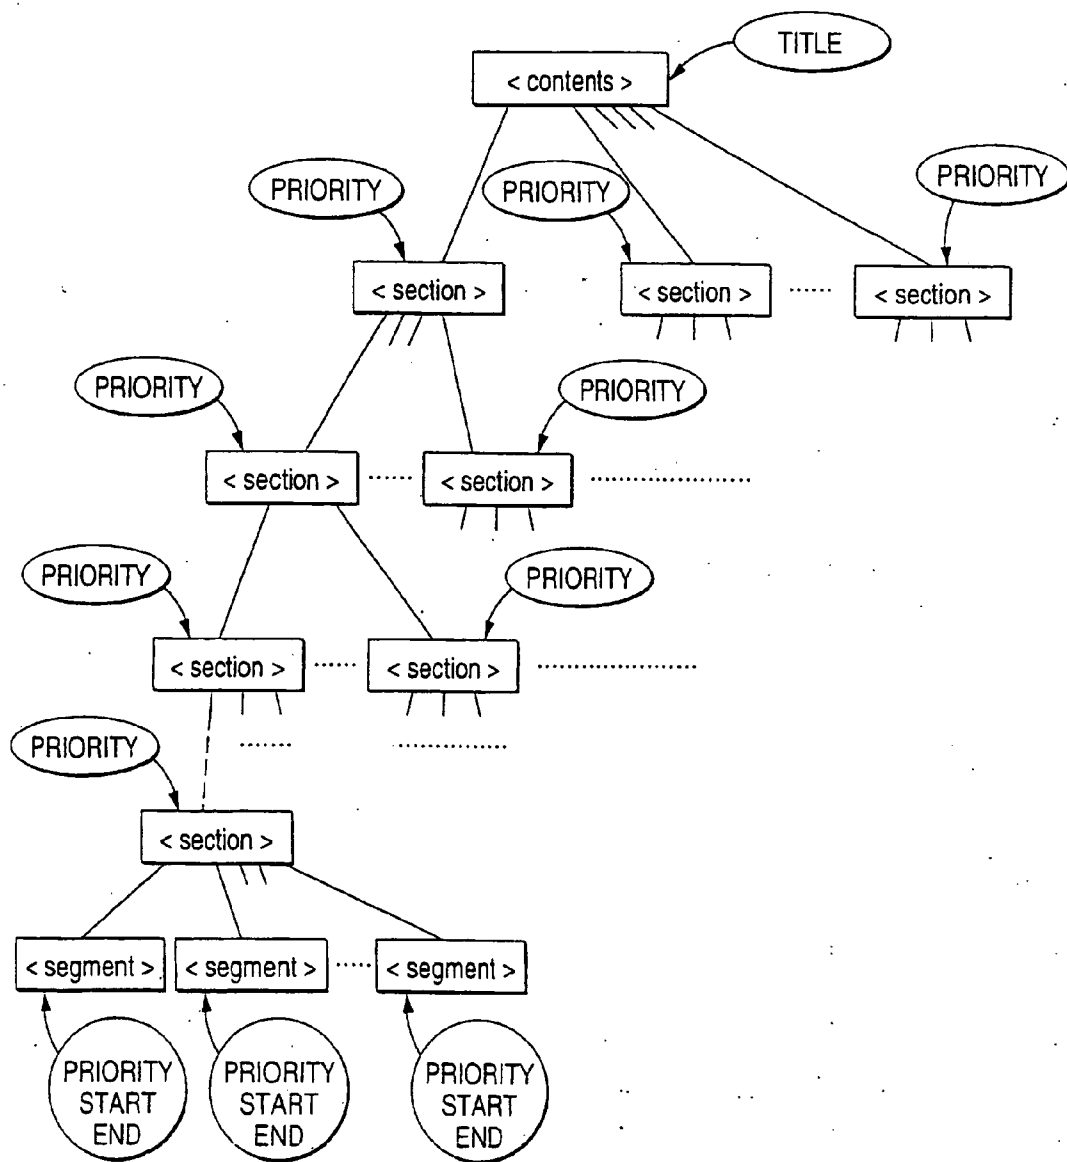 TITLE
< contents >
PRIORITY
PRIORITY
PRIORITY
< section >
< section >
< section >
PRIORITY
PRIORITY
< section >
< section >
PRIORITY
PRIORITY
< section >
< section >
PRIORITY
< section >
< segment >
< segment >
< segment >
PRIORITY
START
END
PRIORITY
START
END
PRIORITY
START
END